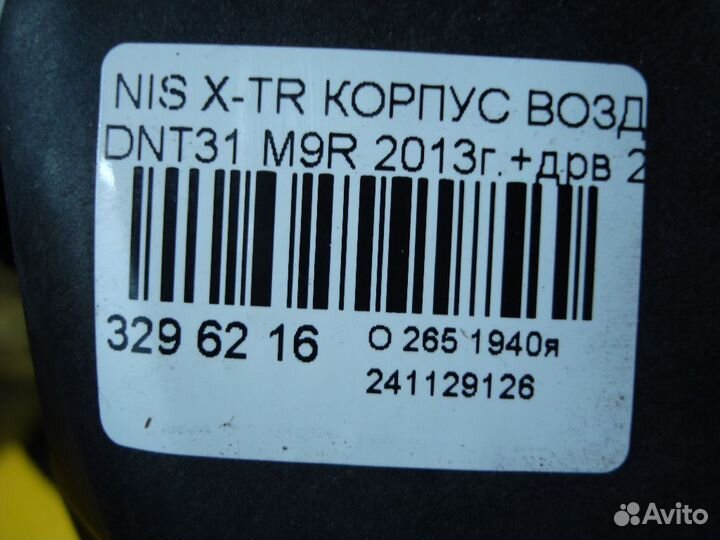 NIS X-TR КОРПУС ВОЗД
DNT31 M9R 2013г.+дрв 2
329 62 16
О 265 1940я
241129126
Avito